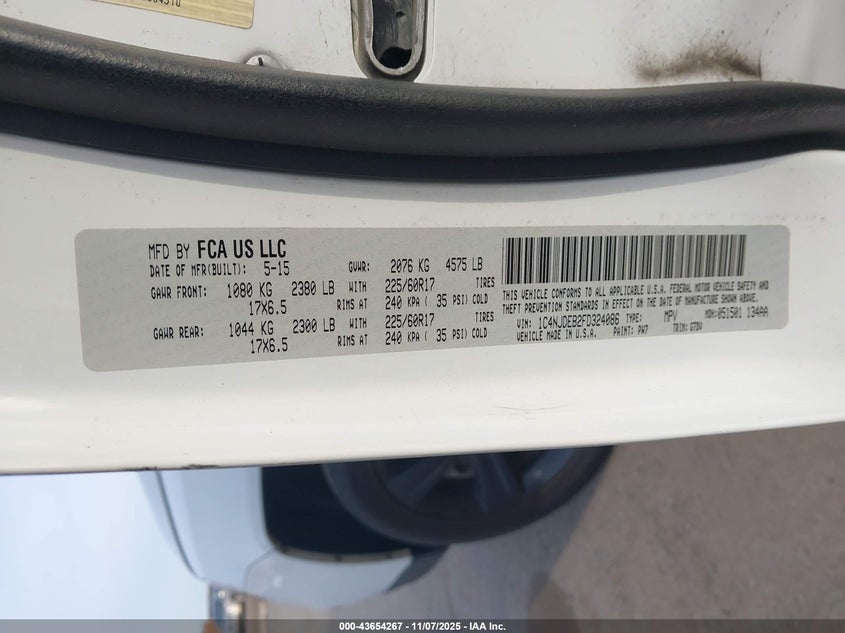 MFD BY FCA US LLC
DATE OF MFR(BUILT): 5-15 GVWR: 2076 KG 4575 LB
GAWR FRONT: 1080 KG 2380 LB WITH 225/60R17 TIRES
17X6.5 RIMS AT 240 KPA ( 35 PSI) COLD
GAWR REAR: 1044 KG 2300 LB WITH 225/60R17 TIRES
17X6.5 RIMS AT 240 KPA ( 35 PSI) COLD
THIS VEHICLE CONFORMS TO ALL APPLICABLE U.S.A. FEDERAL MOTOR VEHICLE SAFETY AND
THEFT PREVENTION STANDARDS IN EFFECT ON THE DATE OF MANUFACTURE SHOWN ABOVE.
VIN: 1C4NJDEB2FD324086 TYPE: MPV MDH: 051501 134AA
VEHICLE MADE IN U.S.A. PAINT: PW7 TRIM: G7DV
000-43654267 - 11/07/2025 - IAA Inc.